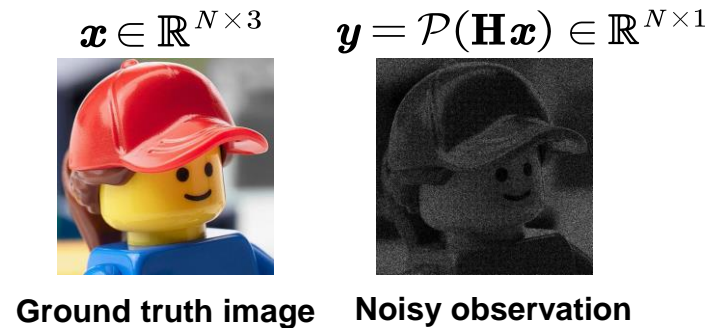 𝒙 ∈ ℝ^{N×3}
𝒚 = 𝒫(𝐇𝒙) ∈ ℝ^{N×1}
Ground truth image
Noisy observation